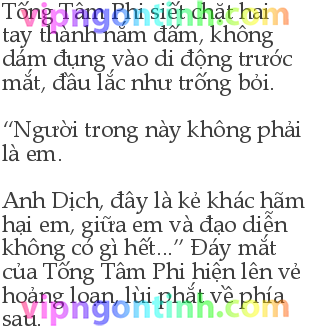 Tống Tâm Phi siết chặt hai
tay thành nắm đấm, không
dám đụng vào di động trước
mắt, đầu lắc như trống bỏi.
“Người trong này không phải
là em.
Anh Dịch, đây là kẻ khác hãm
hại em, giữa em và đạo diễn
không có gì hết...” Đáy mắt
của Tống Tâm Phi hiện lên vẻ
hoảng loạn, lùi phắt về phía
sau.
vipngontinh.com
vipngontinh.com
vipngontinh.com